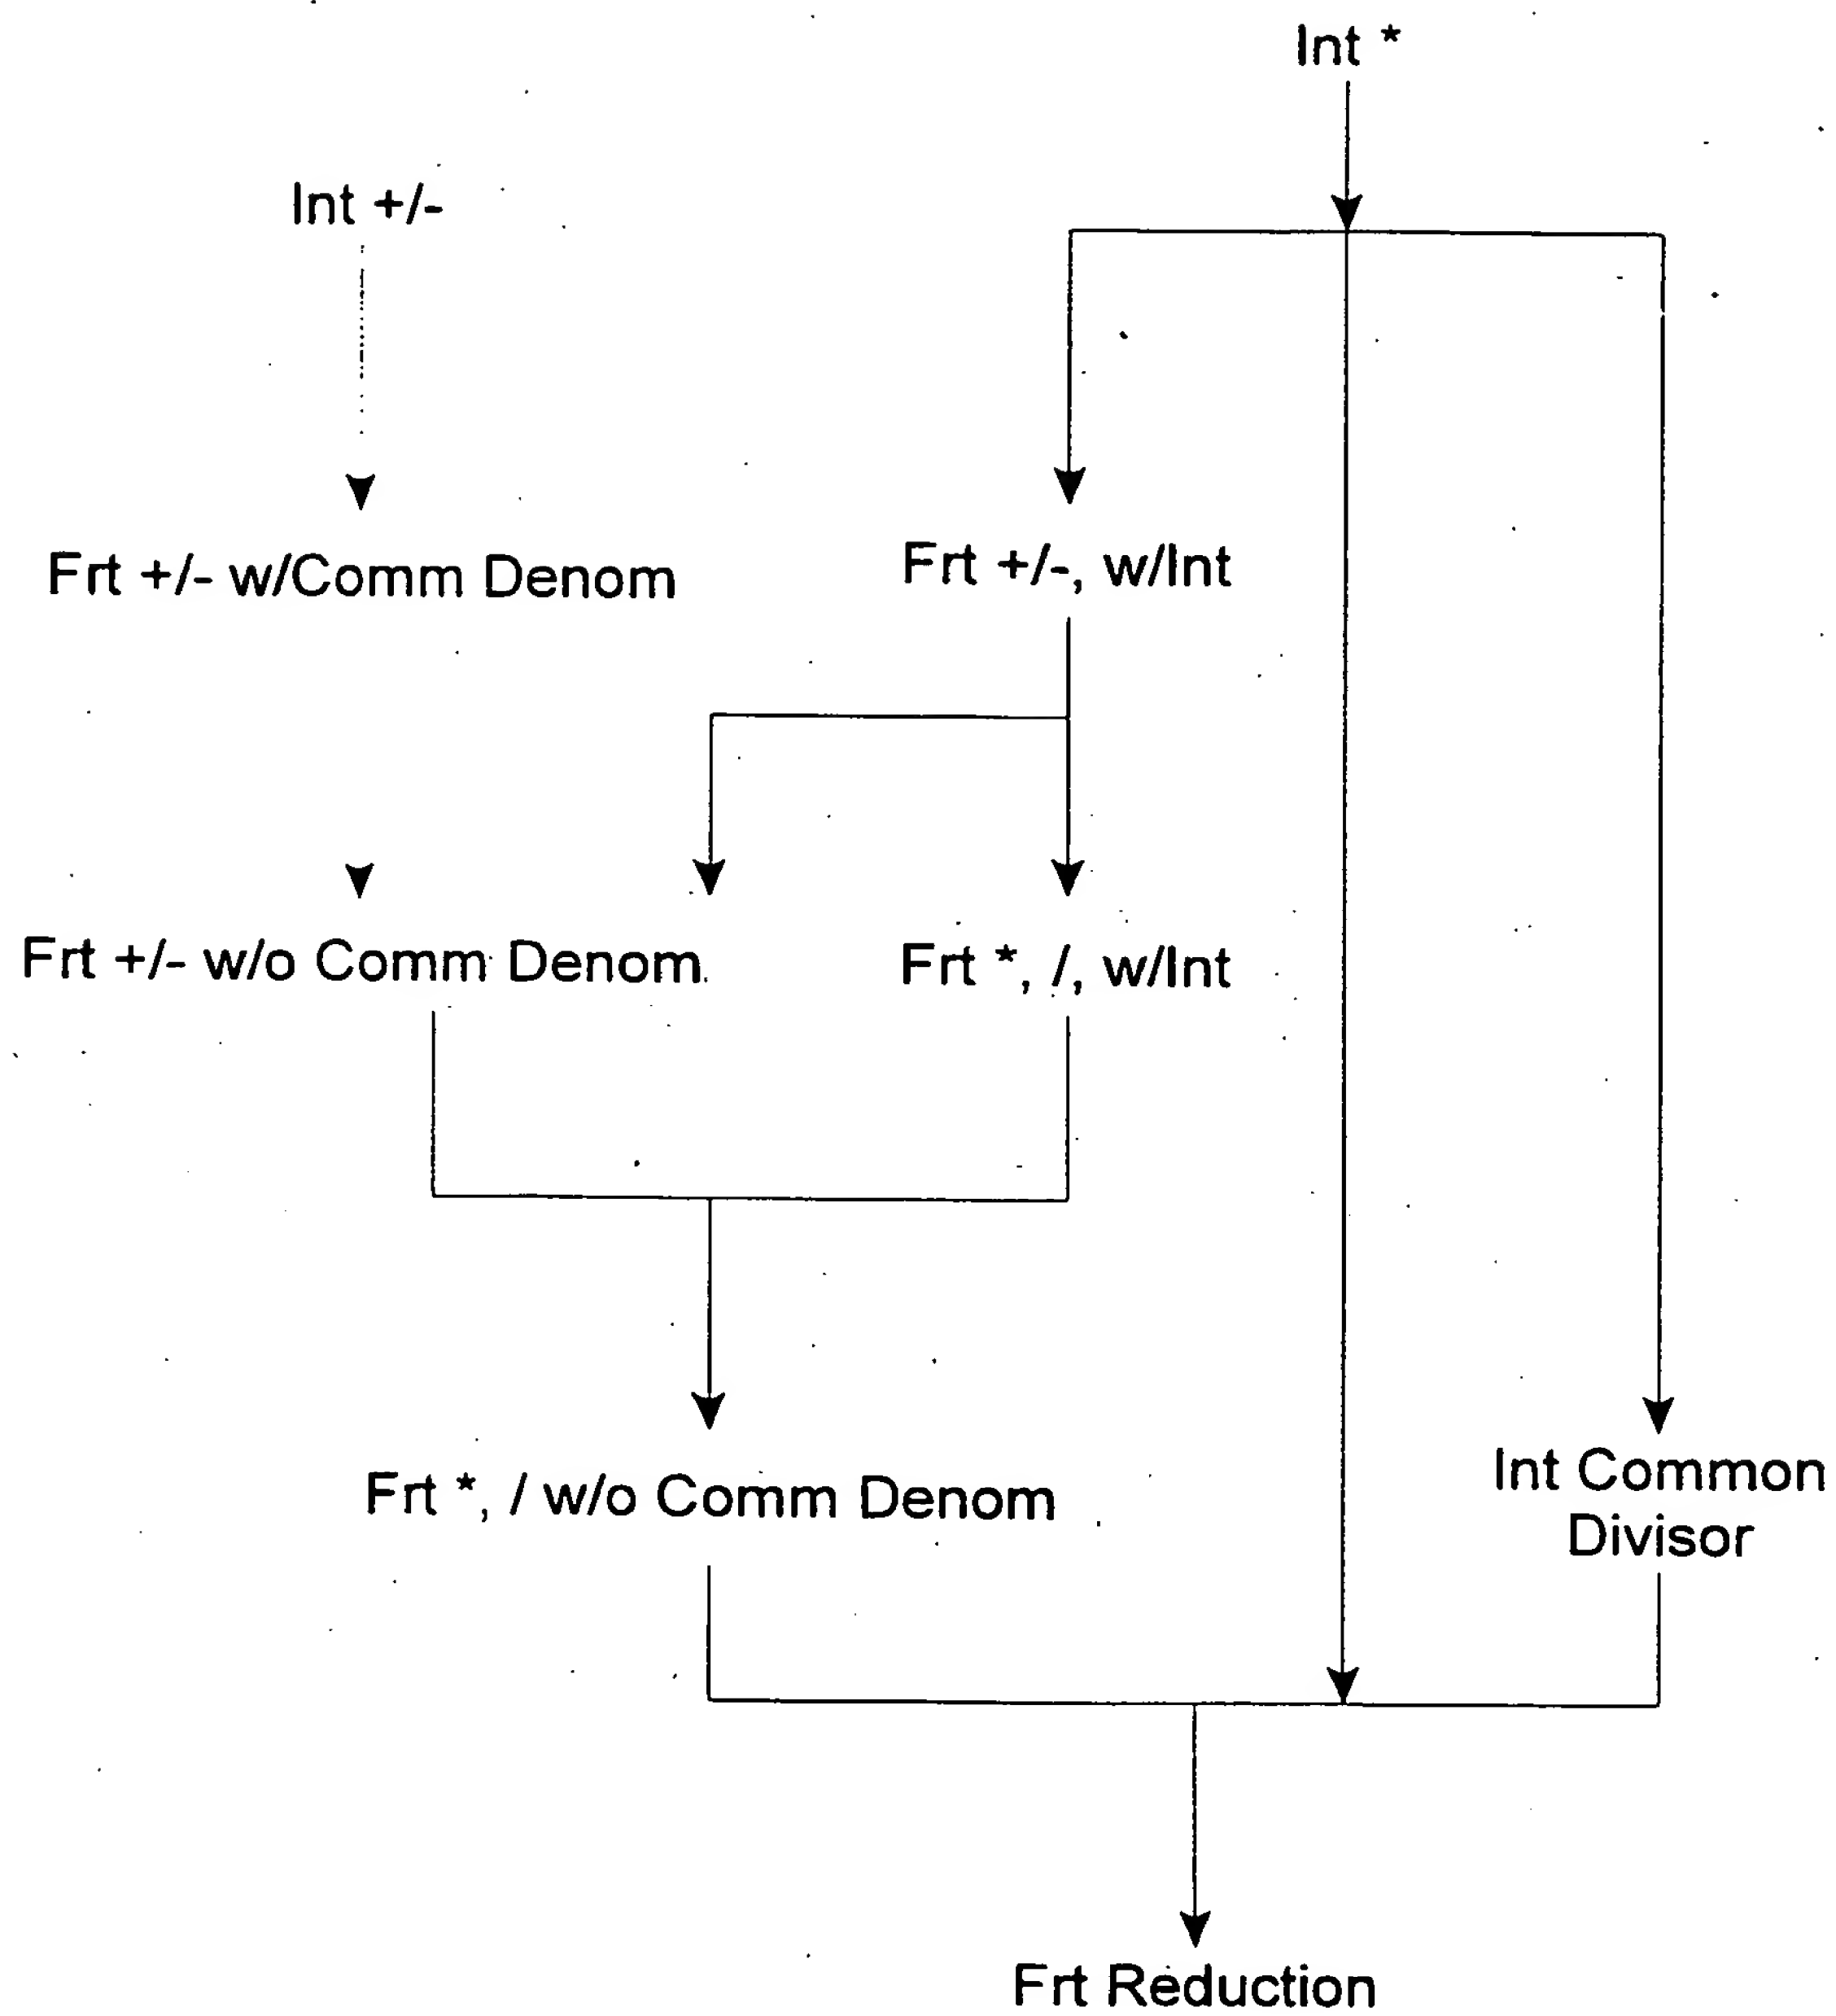 Int *
Int +/-
Frt +/- w/Comm Denom
Frt +/-, w/Int
Frt +/- w/o Comm Denom
Frt *, /, w/Int
Frt *, / w/o Comm Denom
Int Common
Divisor
Frt Reduction